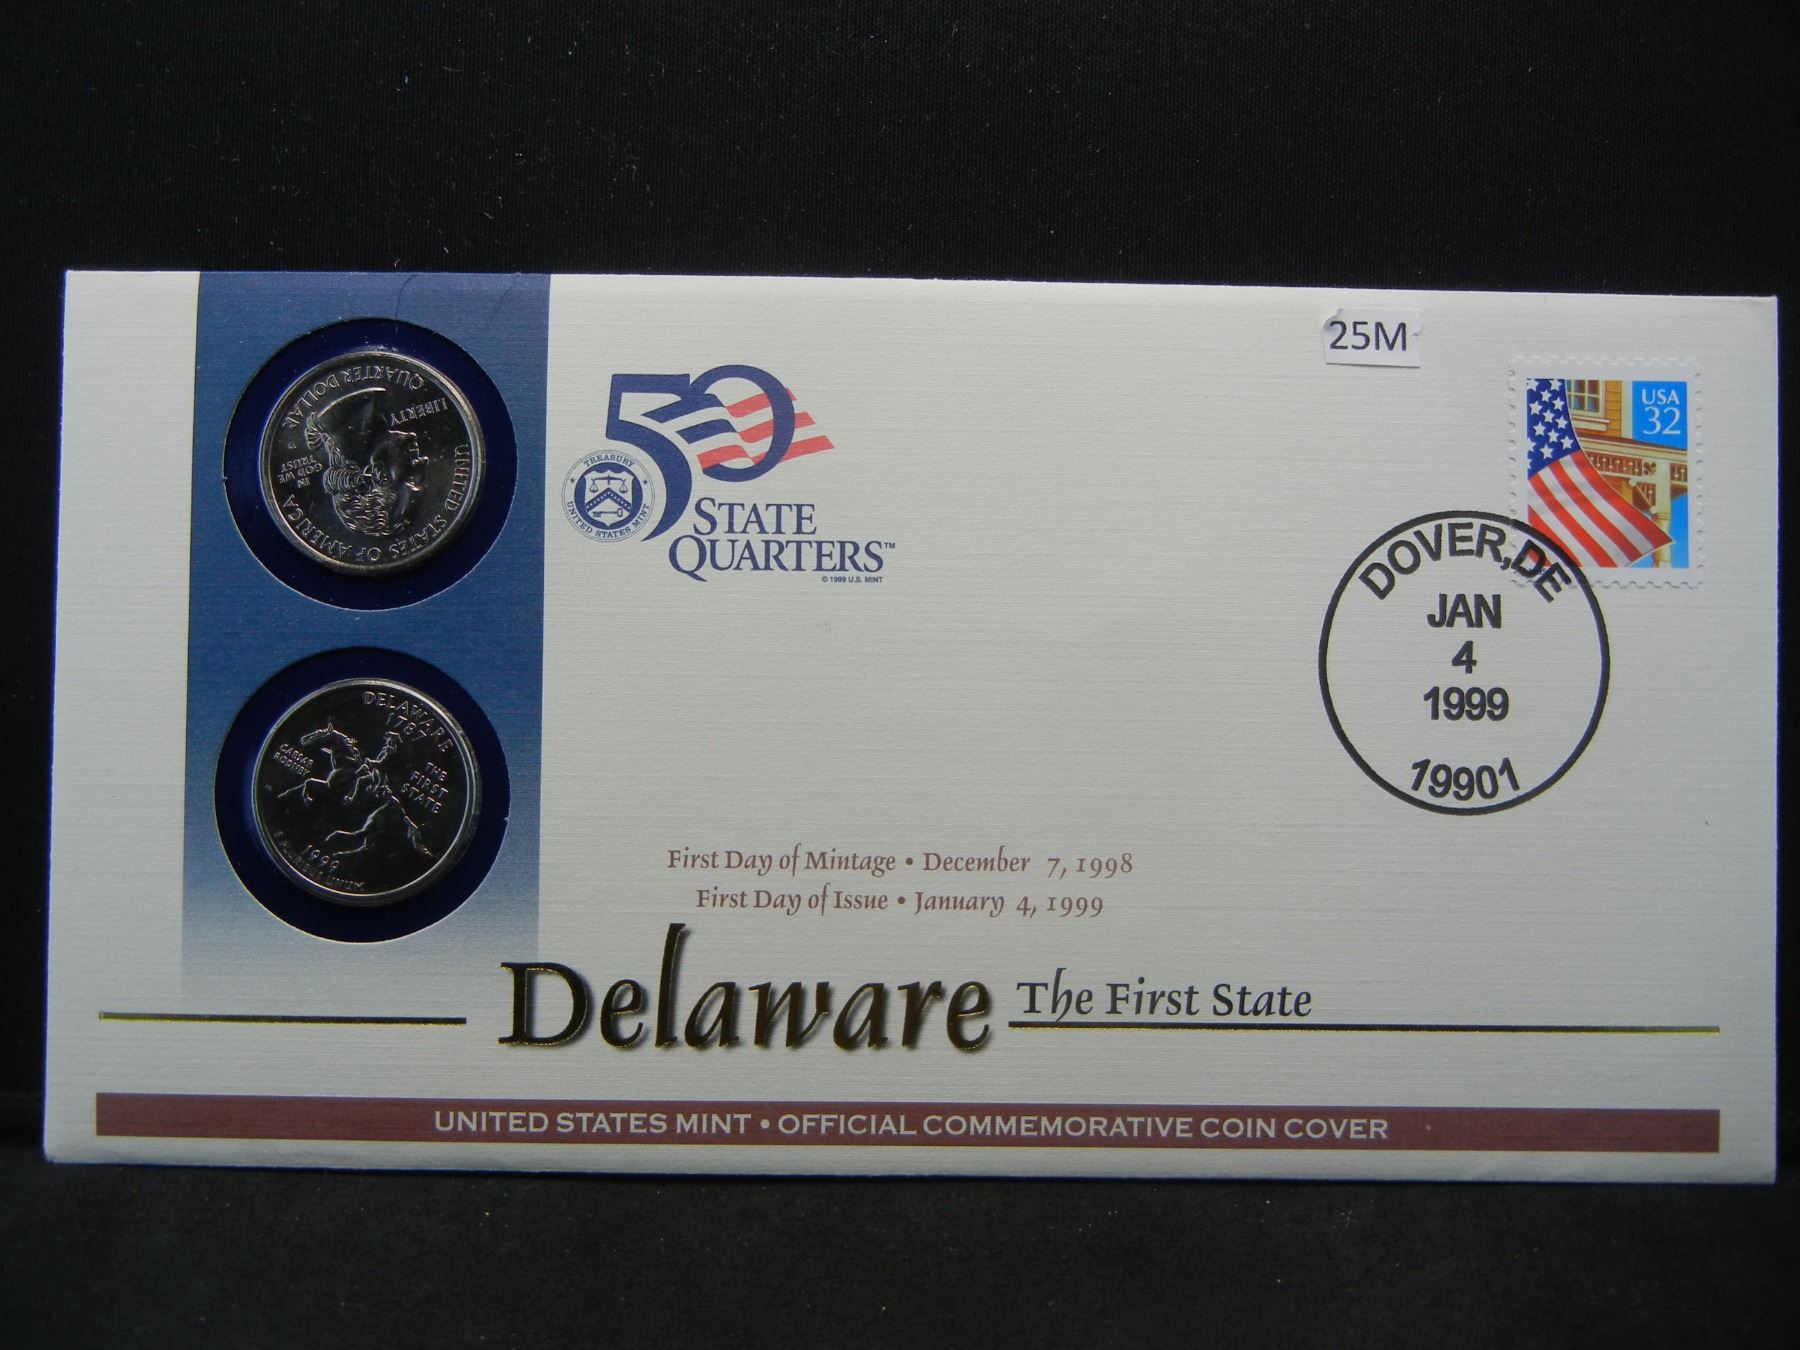 25M
USA
32
50
STATE
QUARTERS™
© 1999 U.S. MINT
TREASURY
UNITED STATES MINT
UNITED STATES OF AMERICA
LIBERTY
IN WE
GOD
TRUST
QUARTER DOLLAR
DELAWARE
1787
CAESAR
RODNEY
THE
FIRST
STATE
1999
E PLURIBUS UNUM
DOVER, DE
JAN
4
1999
19901
First Day of Mintage • December 7, 1998
First Day of Issue • January 4, 1999
Delaware The First State
UNITED STATES MINT • OFFICIAL COMMEMORATIVE COIN COVER